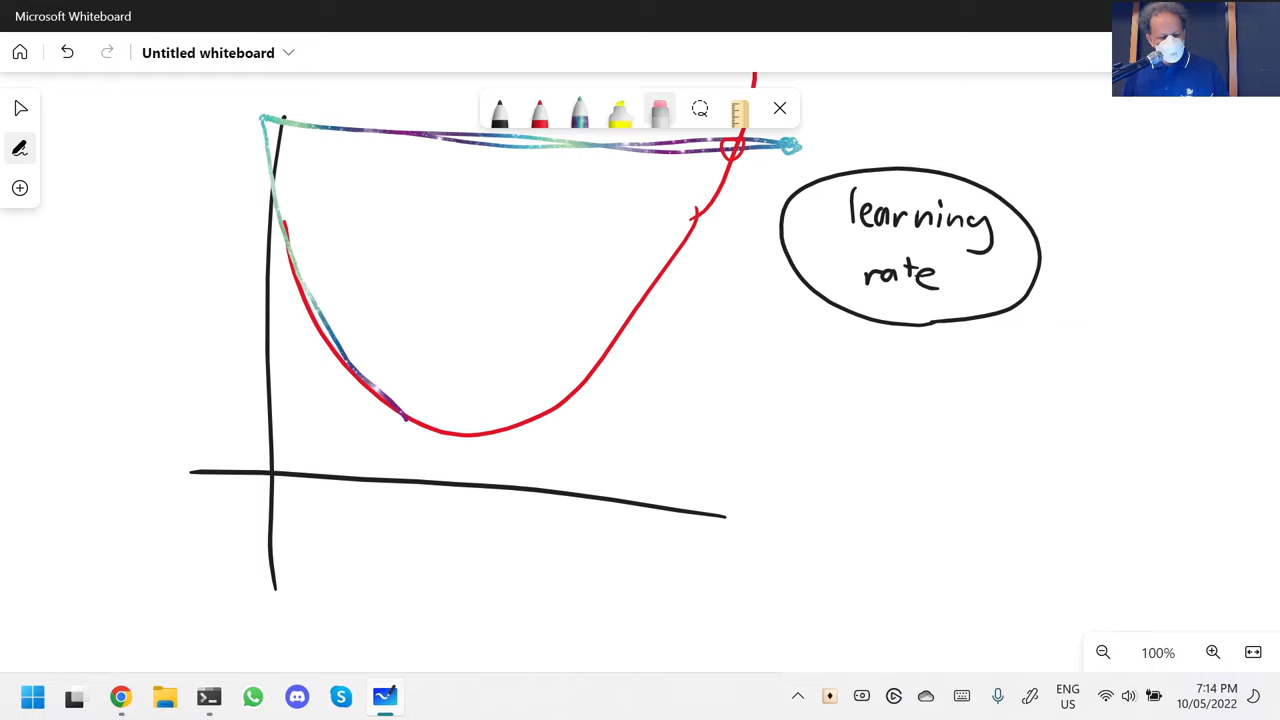 Microsoft Whiteboard
Untitled whiteboard
learning
rate
100%
ENG
US
7:14 PM
10/05/2022